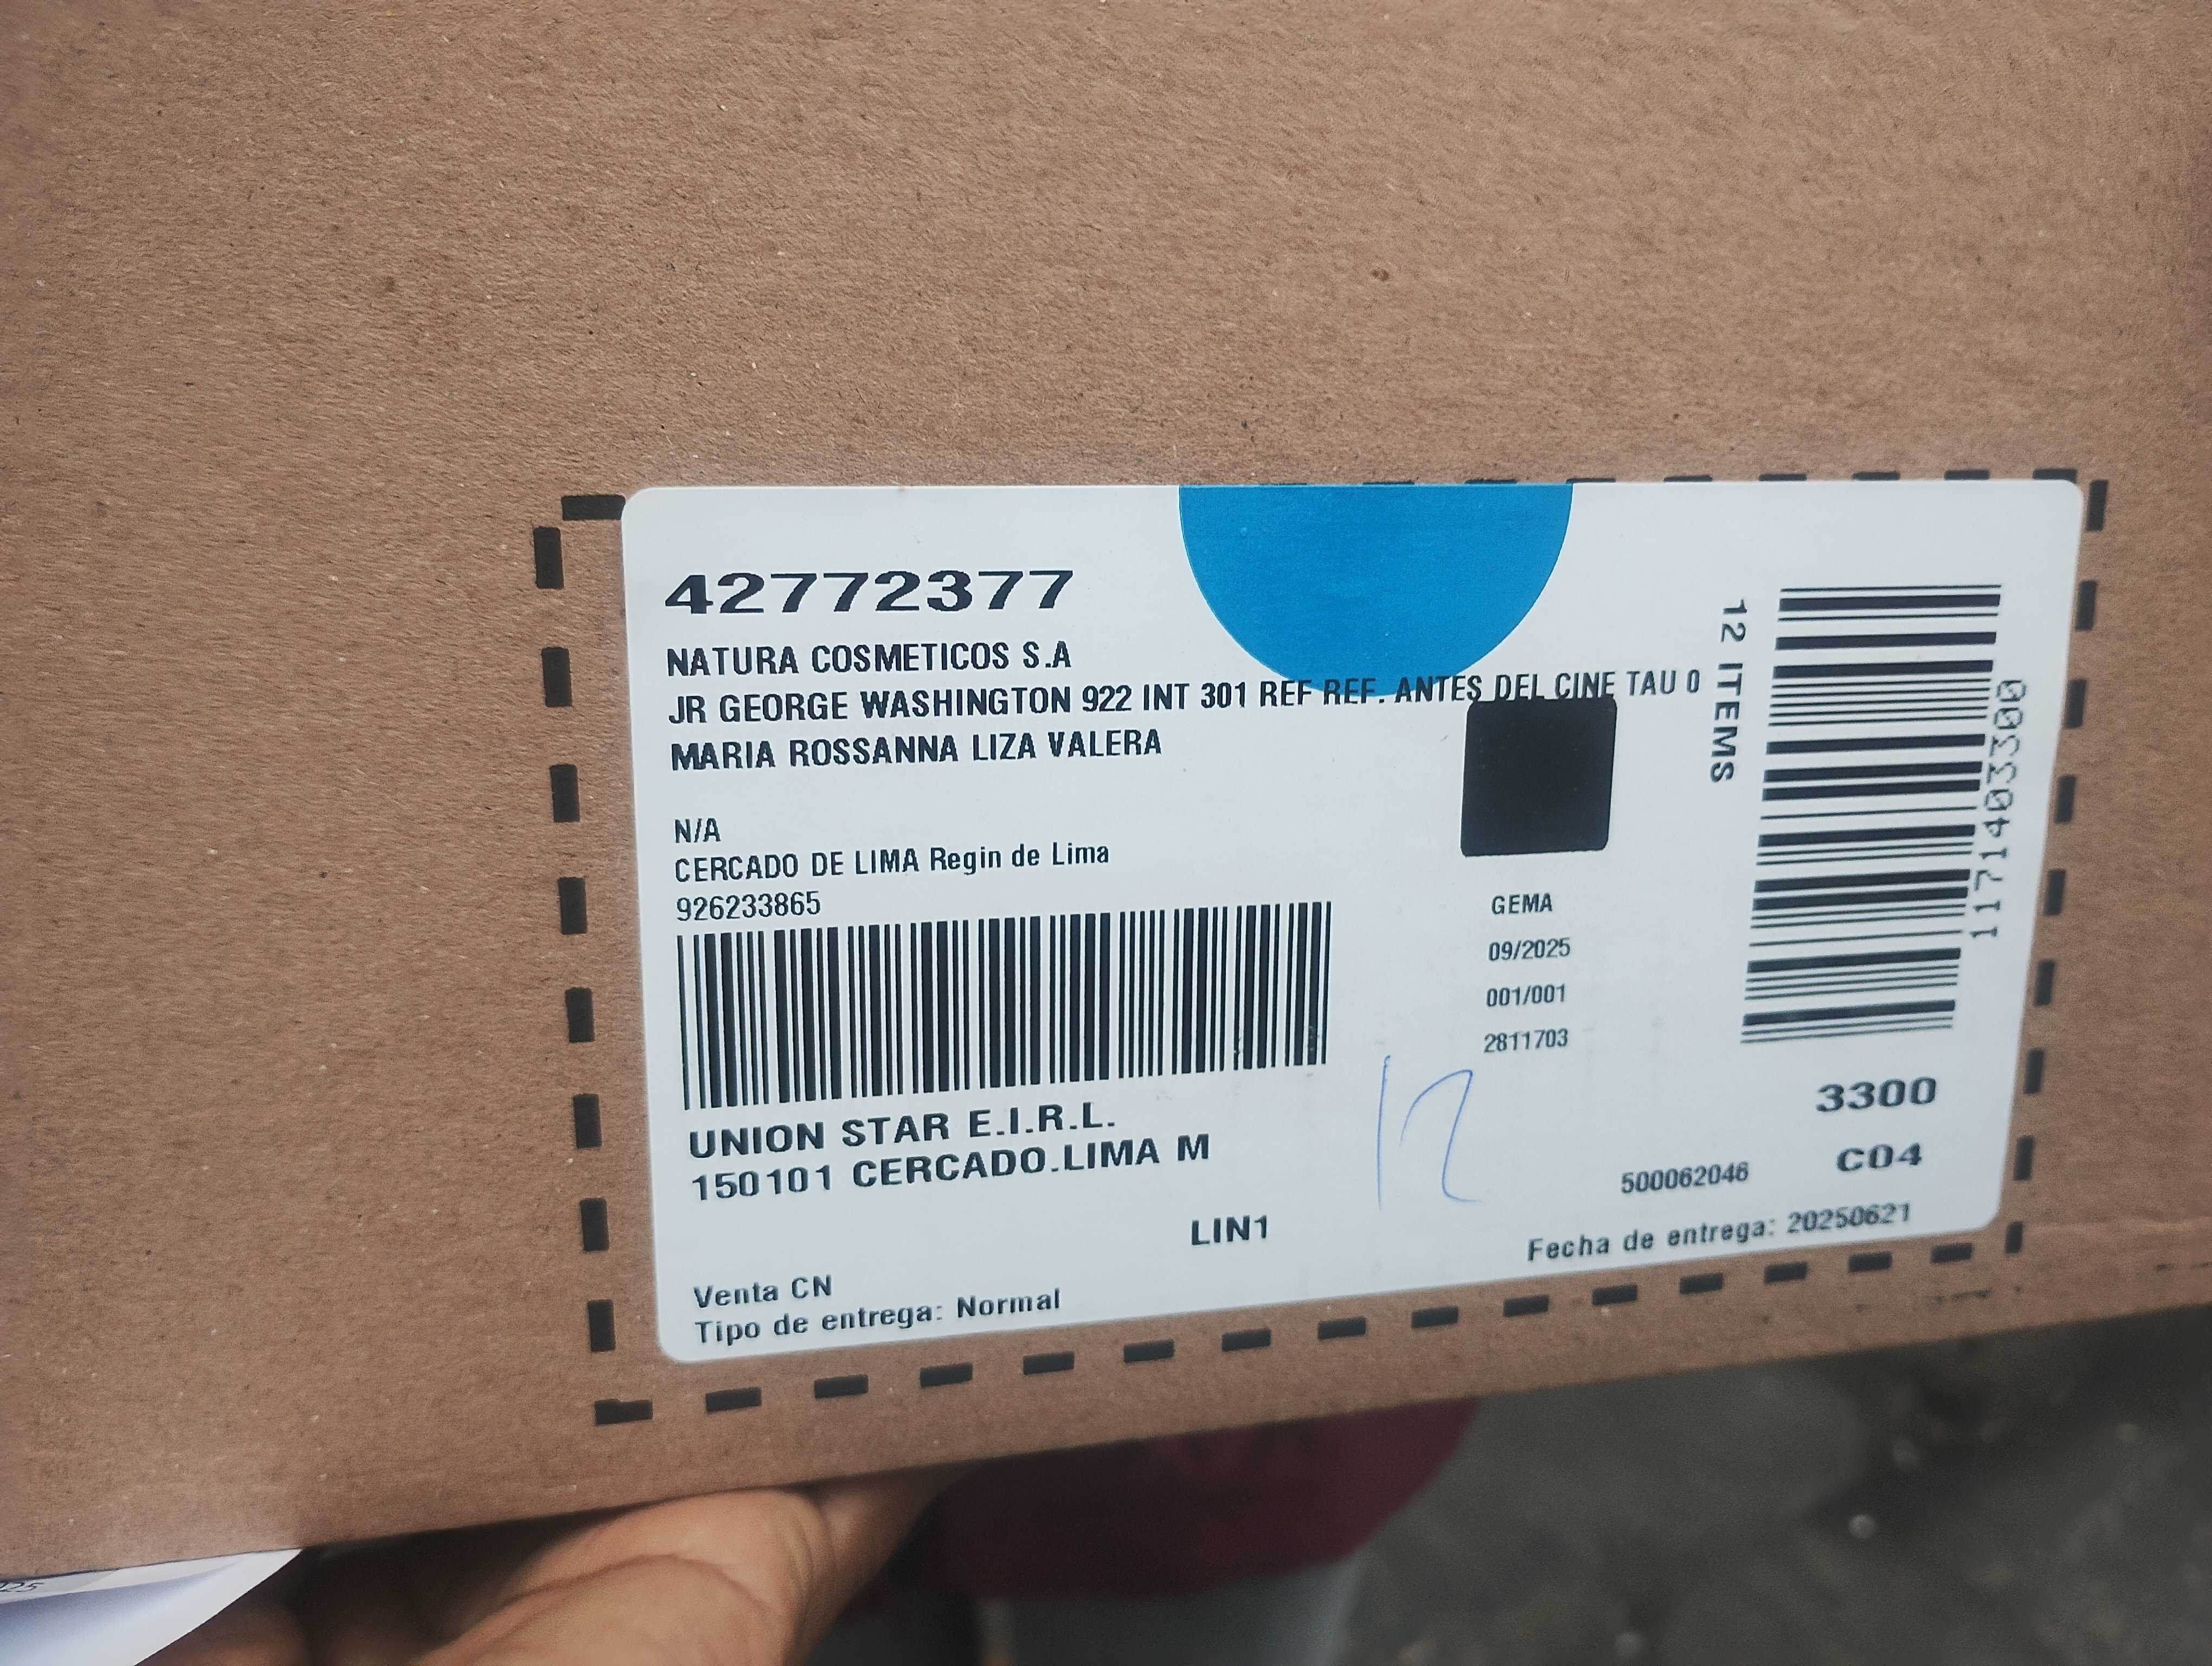 42772377
NATURA COSMETICOS S.A
JR GEORGE WASHINGTON 922 INT 301 REF REF. ANTES DEL CINE TAU 0
MARIA ROSSANNA LIZA VALERA
N/A
CERCADO DE LIMA Regin de Lima
926233865
UNION STAR E.I.R.L.
150101 CERCADO.LIMA M
LIN1
Venta CN
Tipo de entrega: Normal
GEMA
09/2025
001/001
2811703
12
12 ITEMS
1171403300
3300
C04
500062046
Fecha de entrega: 20250621
25